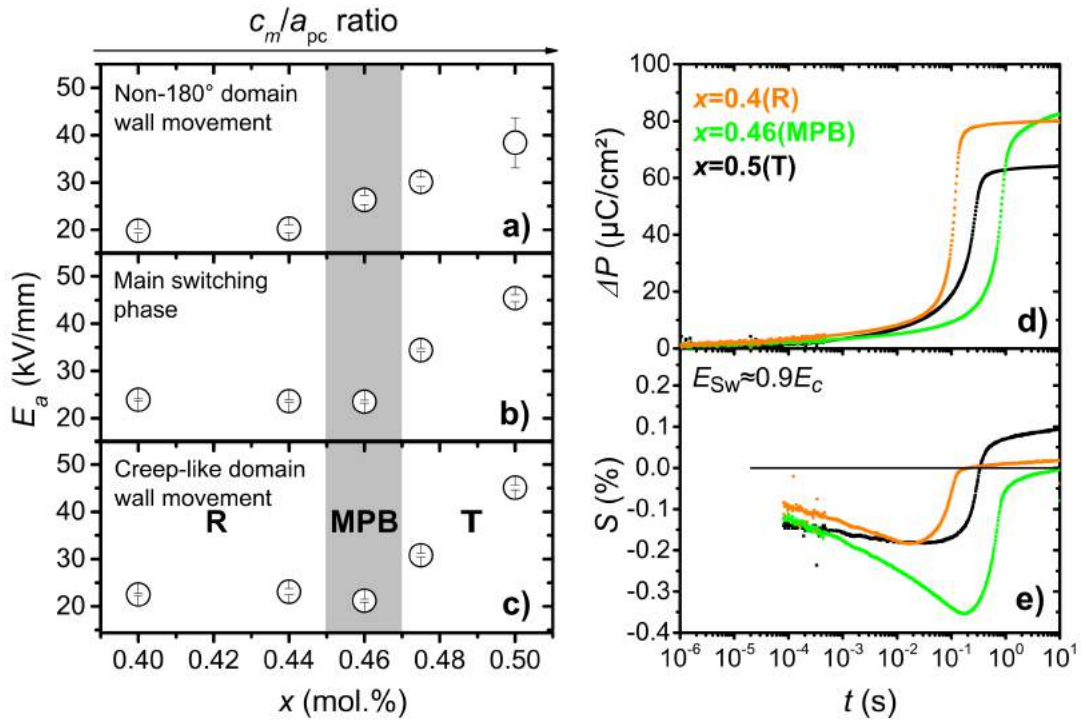 c_m/a_pc ratio
50
40
30
20
Non-180° domain
wall movement
a)
50
40
30
20
Main switching
phase
b)
50
40
30
20
Creep-like domain
wall movement
R
MPB
T
c)
E_a (kV/mm)
0.40
0.42
0.44
0.46
0.48
0.50
x (mol.%)
100
80
60
40
20
0
ΔP (μC/cm²)
x=0.4(R)
x=0.46(MPB)
x=0.5(T)
d)
0.2
0.1
0.0
-0.1
-0.2
-0.3
-0.4
S (%)
E_Sw≈0.9E_c
e)
10⁻⁶
10⁻⁵
10⁻⁴
10⁻³
10⁻²
10⁻¹
10⁰
10¹
t (s)